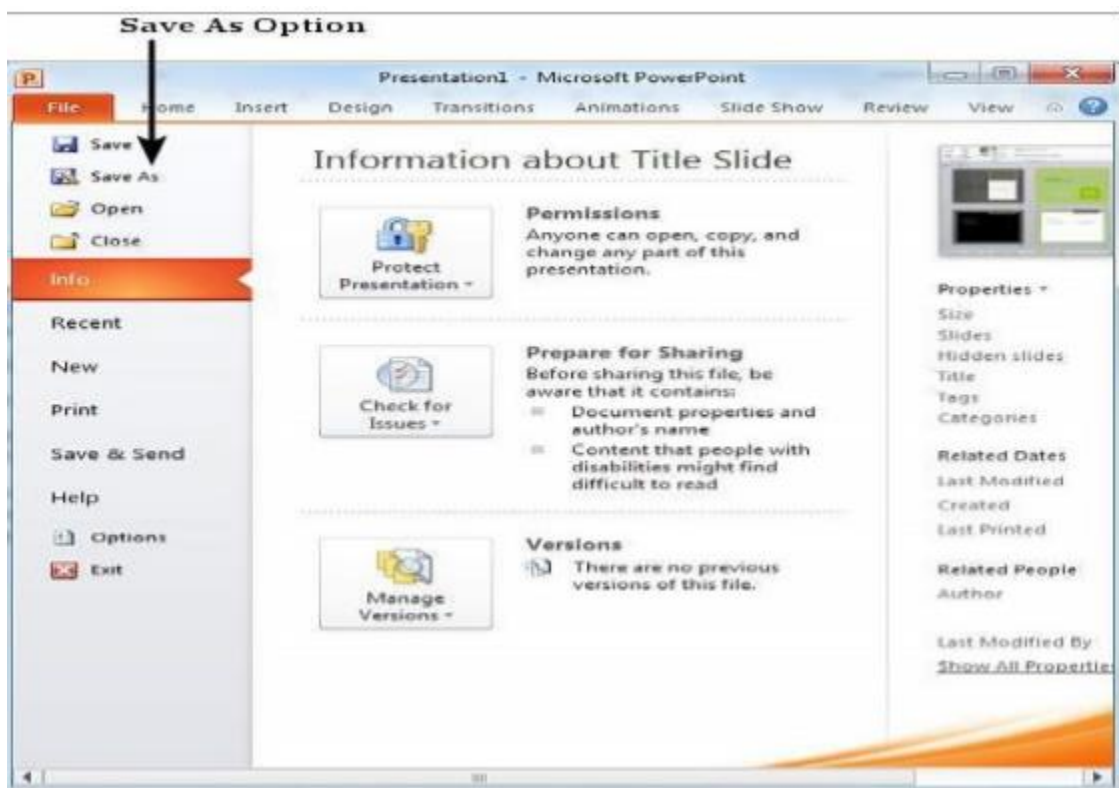 Save As Option
P
Presentation1 - Microsoft PowerPoint
File Home Insert Design Transitions Animations Slide Show Review View
Save
Save As
Open
Close
Info
Recent
New
Print
Save & Send
Help
Options
Exit
Information about Title Slide
Protect
Presentation
Permissions
Anyone can open, copy, and
change any part of this
presentation.
Check for
Issues
Prepare for Sharing
Before sharing this file, be
aware that it contains:
Document properties and
author's name
Content that people with
disabilities might find
difficult to read
Manage
Versions
Versions
There are no previous
versions of this file.
Properties
Size
Slides
Hidden slides
Title
Tags
Categories
Related Dates
Last Modified
Created
Last Printed
Related People
Author
Last Modified By
Show All Propertie